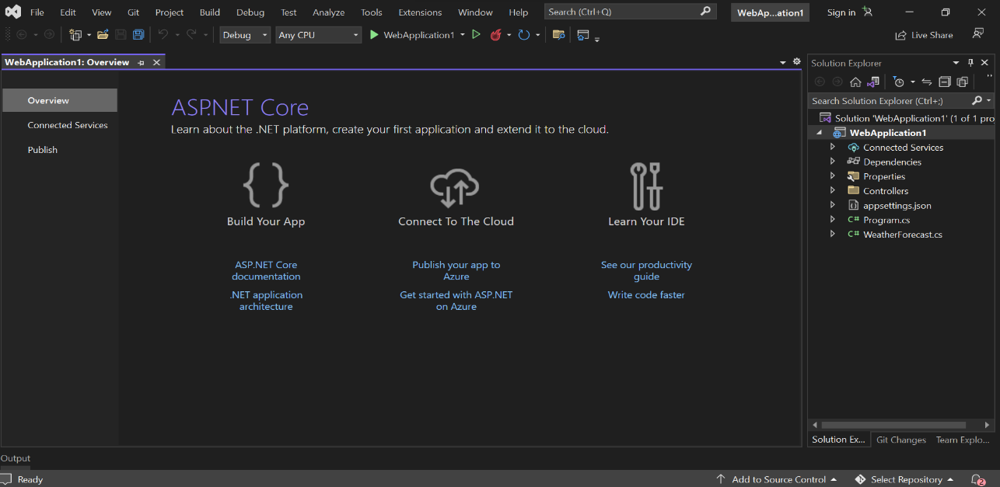 File Edit View Git Project Build Debug Test Analyze Tools Extensions Window Help Search (Ctrl+Q) WebAp...ation1 Sign in
Debug Any CPU WebApplication1 Live Share
WebApplication1: Overview
Overview
Connected Services
Publish
ASP.NET Core
Learn about the .NET platform, create your first application and extend it to the cloud.
Build Your App
ASP.NET Core
documentation
.NET application
architecture
Connect To The Cloud
Publish your app to
Azure
Get started with ASP.NET
on Azure
Learn Your IDE
See our productivity
guide
Write code faster
Solution Explorer
Search Solution Explorer (Ctrl+;)
Solution 'WebApplication1' (1 of 1 pro
WebApplication1
Connected Services
Dependencies
Properties
Controllers
appsettings.json
C# Program.cs
C# WeatherForecast.cs
Solution Ex... Git Changes Team Explo...
Output
Ready Add to Source Control Select Repository 2